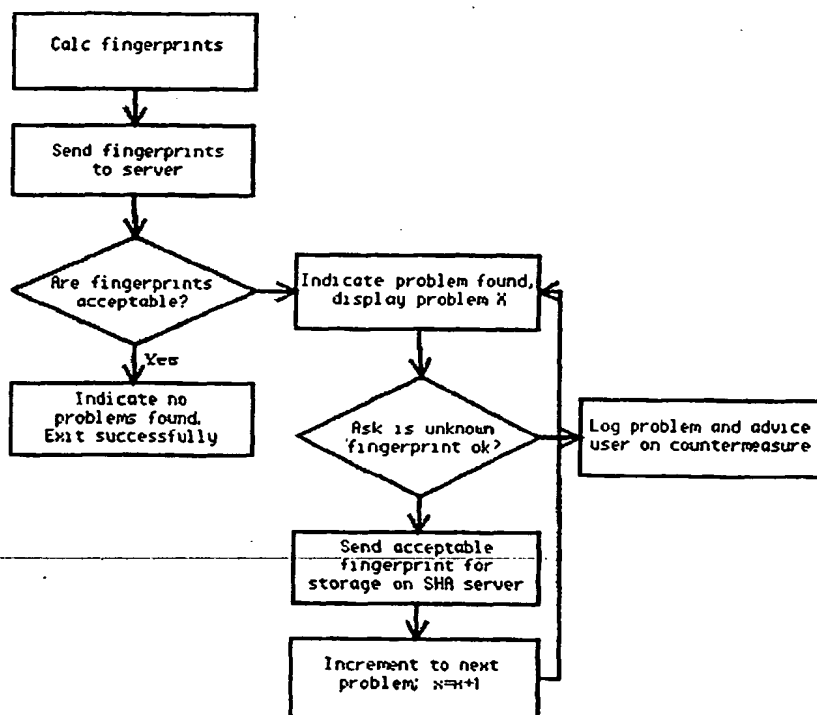 Calc fingerprints
Send fingerprints
to server
Are fingerprints
acceptable?
Yes
Indicate no
problems found.
Exit successfully
Indicate problem found,
display problem X
Ask is unknown
fingerprint ok?
Log problem and advice
user on countermeasure
Send acceptable
fingerprint for
storage on SHA server
Increment to next
problem; x=x+1